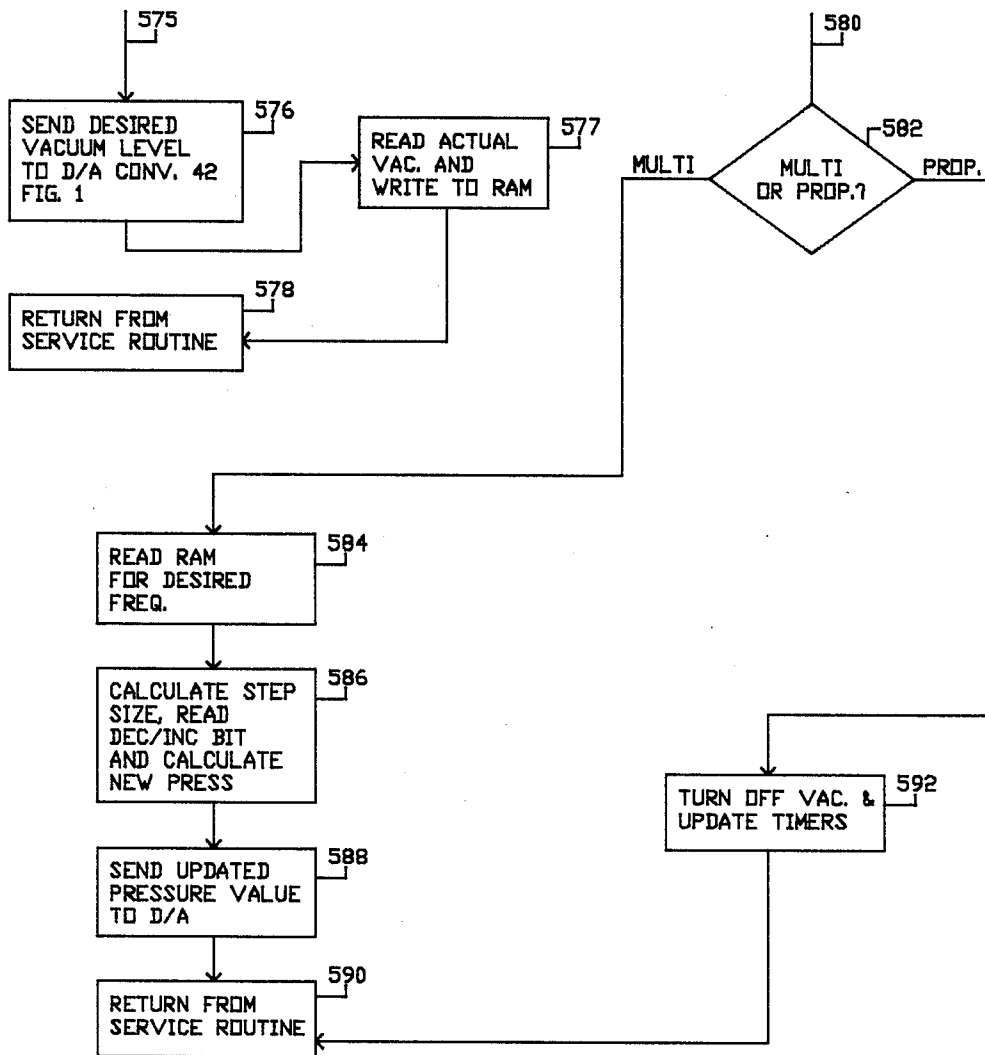 575
SEND DESIRED
VACUUM LEVEL
TO D/A CONV. 42
FIG. 1
576
READ ACTUAL
VAC. AND
WRITE TO RAM
577
RETURN FROM
SERVICE ROUTINE
578
580
MULTI
OR PROP.?
582
MULTI
PROP.
READ RAM
FOR DESIRED
FREQ.
584
CALCULATE STEP
SIZE, READ
DEC/INC BIT
AND CALCULATE
NEW PRESS
586
SEND UPDATED
PRESSURE VALUE
TO D/A
588
RETURN FROM
SERVICE ROUTINE
590
TURN OFF VAC. &
UPDATE TIMERS
592